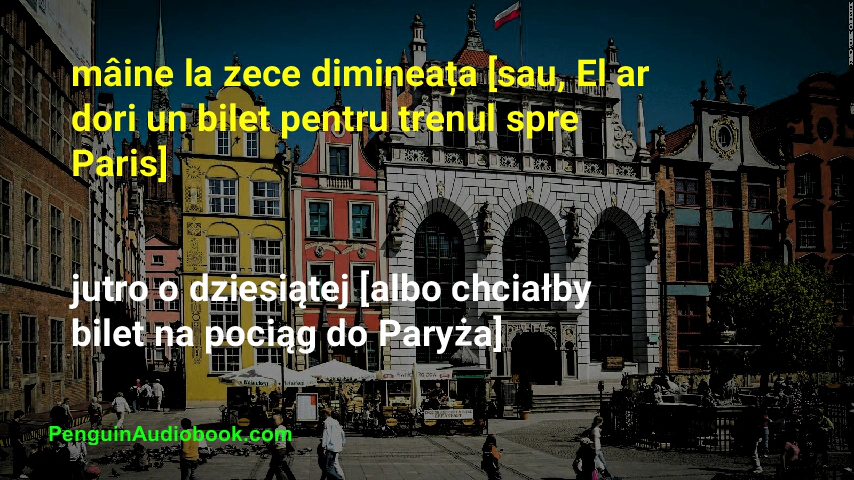 mâine la zece dimineața [sau, El ar
dori un bilet pentru trenul spre
Paris]
jutro o dziesiątej [albo chciałby
bilet na pociąg do Paryża]
PenguinAudiobook.com